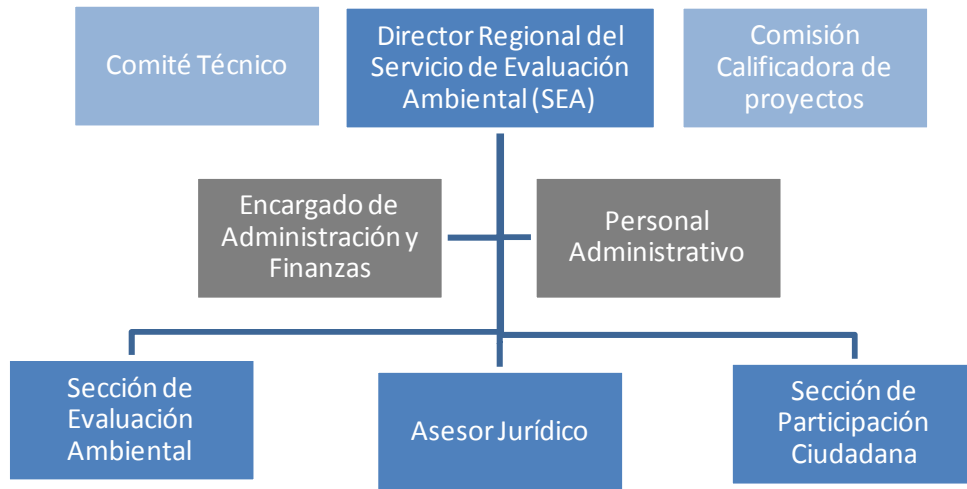 Comité Técnico
Director Regional del
Servicio de Evaluación
Ambiental (SEA)
Comisión
Calificadora de
proyectos
Encargado de
Administración y
Finanzas
Personal
Administrativo
Sección de
Evaluación
Ambiental
Asesor Jurídico
Sección de
Participación
Ciudadana